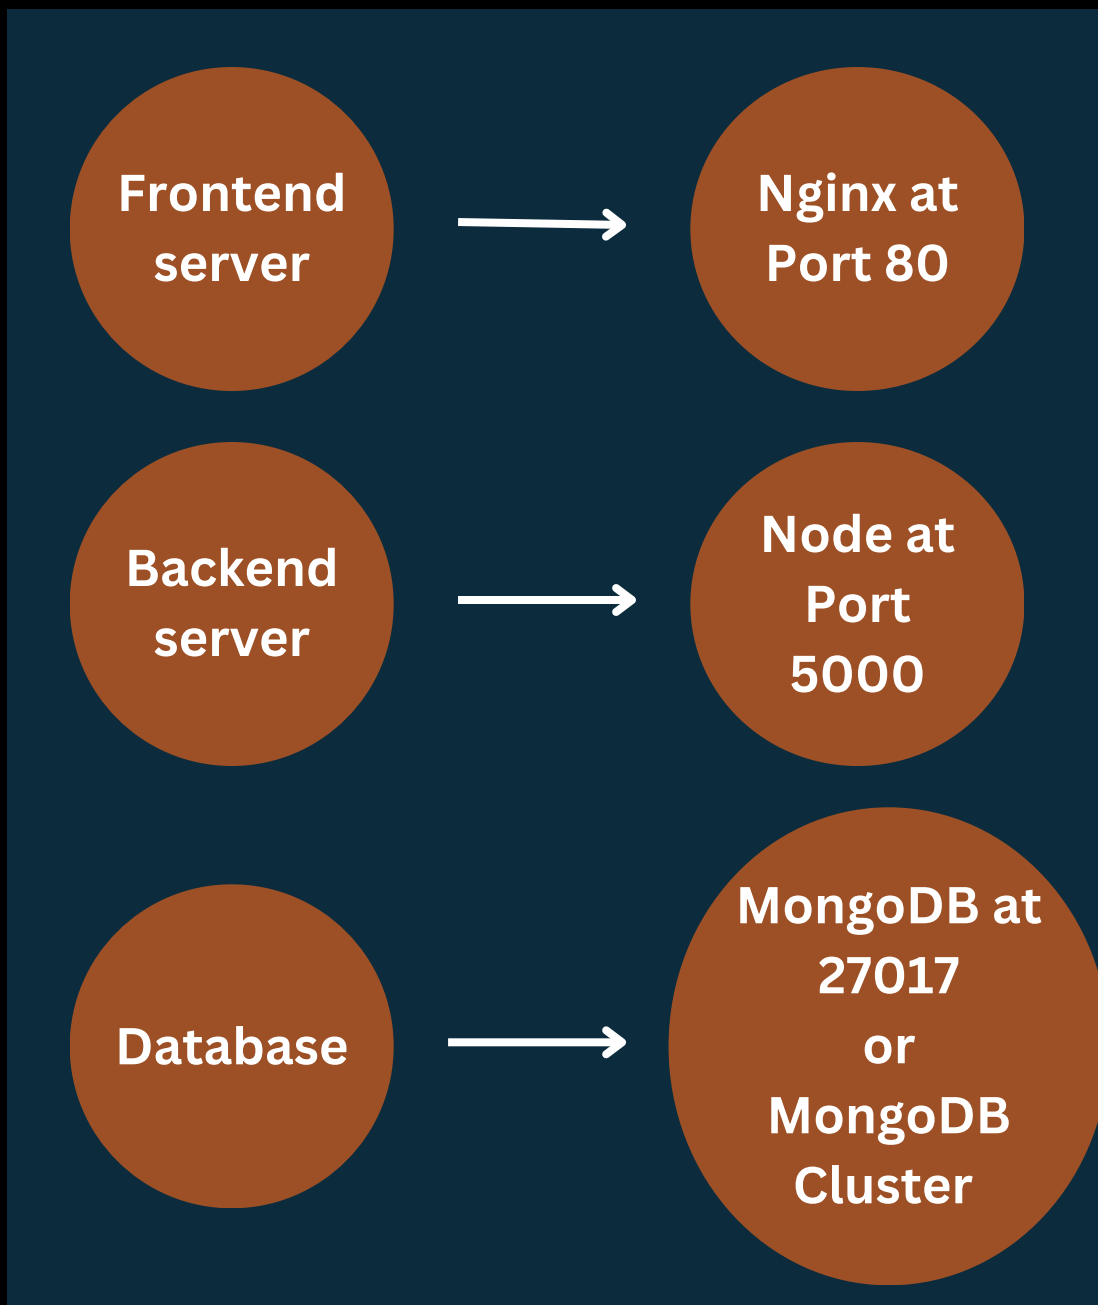 Frontend
server
Nginx at
Port 80
Backend
server
Node at
Port
5000
Database
MongoDB at
27017
or
MongoDB
Cluster